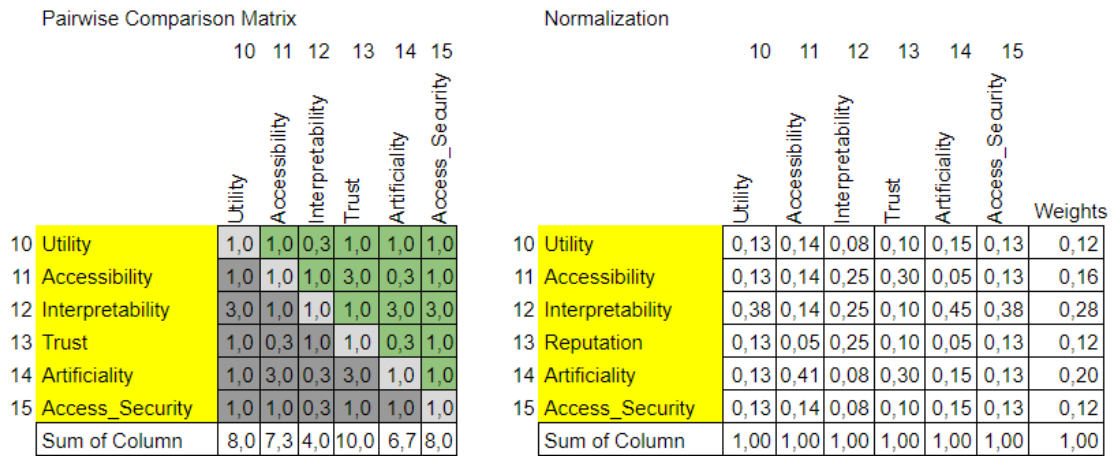 Pairwise Comparison Matrix
10 11 12 13 14 15
Utility Accessibility Interpretability Trust Artificiality Access_Security
10 Utility 1,0 1,0 0,3 1,0 1,0 1,0
11 Accessibility 1,0 1,0 1,0 3,0 0,3 1,0
12 Interpretability 3,0 1,0 1,0 1,0 3,0 3,0
13 Trust 1,0 0,3 1,0 1,0 0,3 1,0
14 Artificiality 1,0 3,0 0,3 3,0 1,0 1,0
15 Access_Security 1,0 1,0 0,3 1,0 1,0 1,0
Sum of Column 8,0 7,3 4,0 10,0 6,7 8,0
Normalization
10 11 12 13 14 15
Utility Accessibility Interpretability Trust Artificiality Access_Security Weights
10 Utility 0,13 0,14 0,08 0,10 0,15 0,13 0,12
11 Accessibility 0,13 0,14 0,25 0,30 0,05 0,13 0,16
12 Interpretability 0,38 0,14 0,25 0,10 0,45 0,38 0,28
13 Reputation 0,13 0,05 0,25 0,10 0,05 0,13 0,12
14 Artificiality 0,13 0,41 0,08 0,30 0,15 0,13 0,20
15 Access_Security 0,13 0,14 0,08 0,10 0,15 0,13 0,12
Sum of Column 1,00 1,00 1,00 1,00 1,00 1,00 1,00